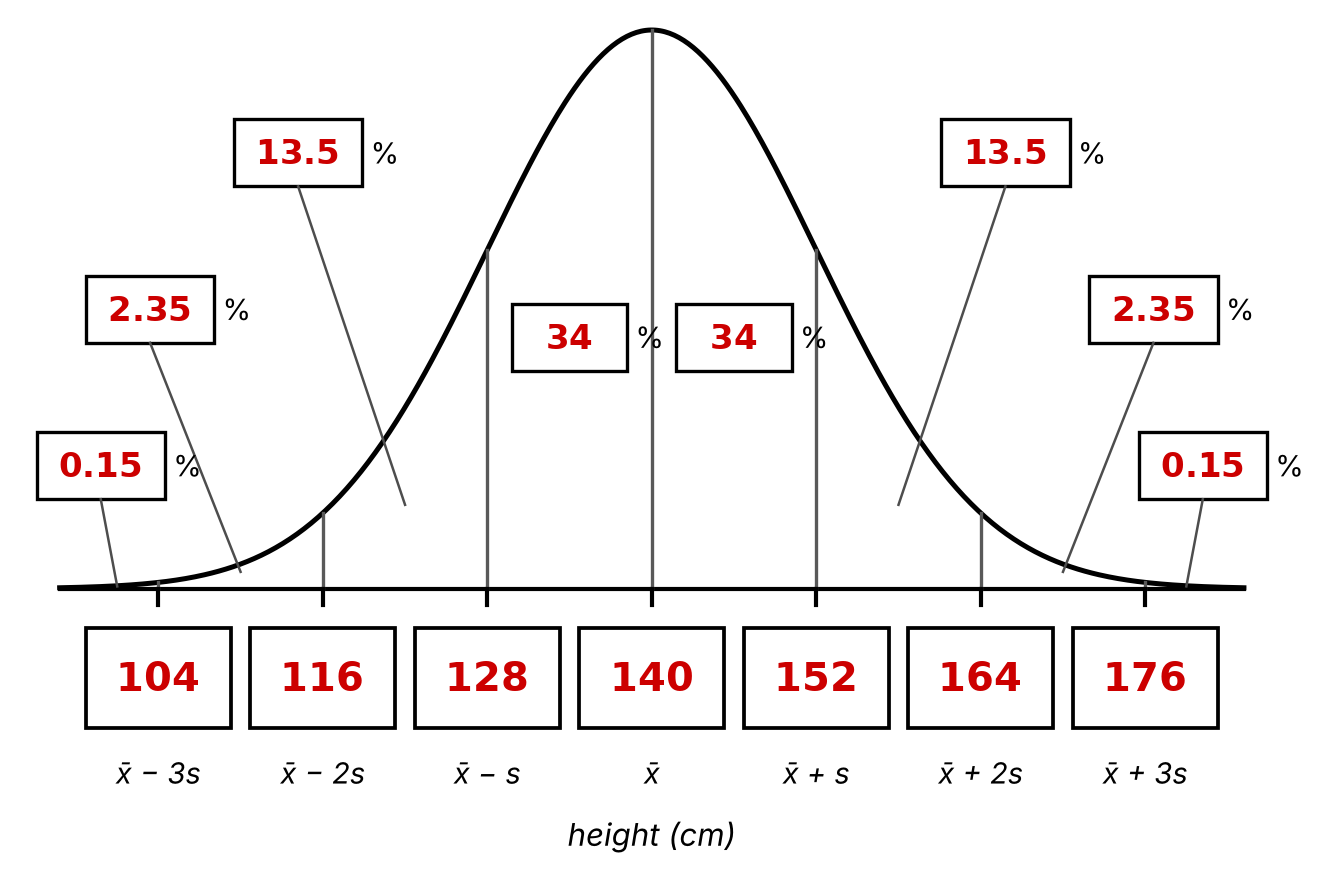 13.5 % 13.5 %
2.35 % 2.35 %
34 % 34 %
0.15 % 0.15 %
104 116 128 140 152 164 176
x̄ − 3s x̄ − 2s x̄ − s x̄ x̄ + s x̄ + 2s x̄ + 3s
height (cm)